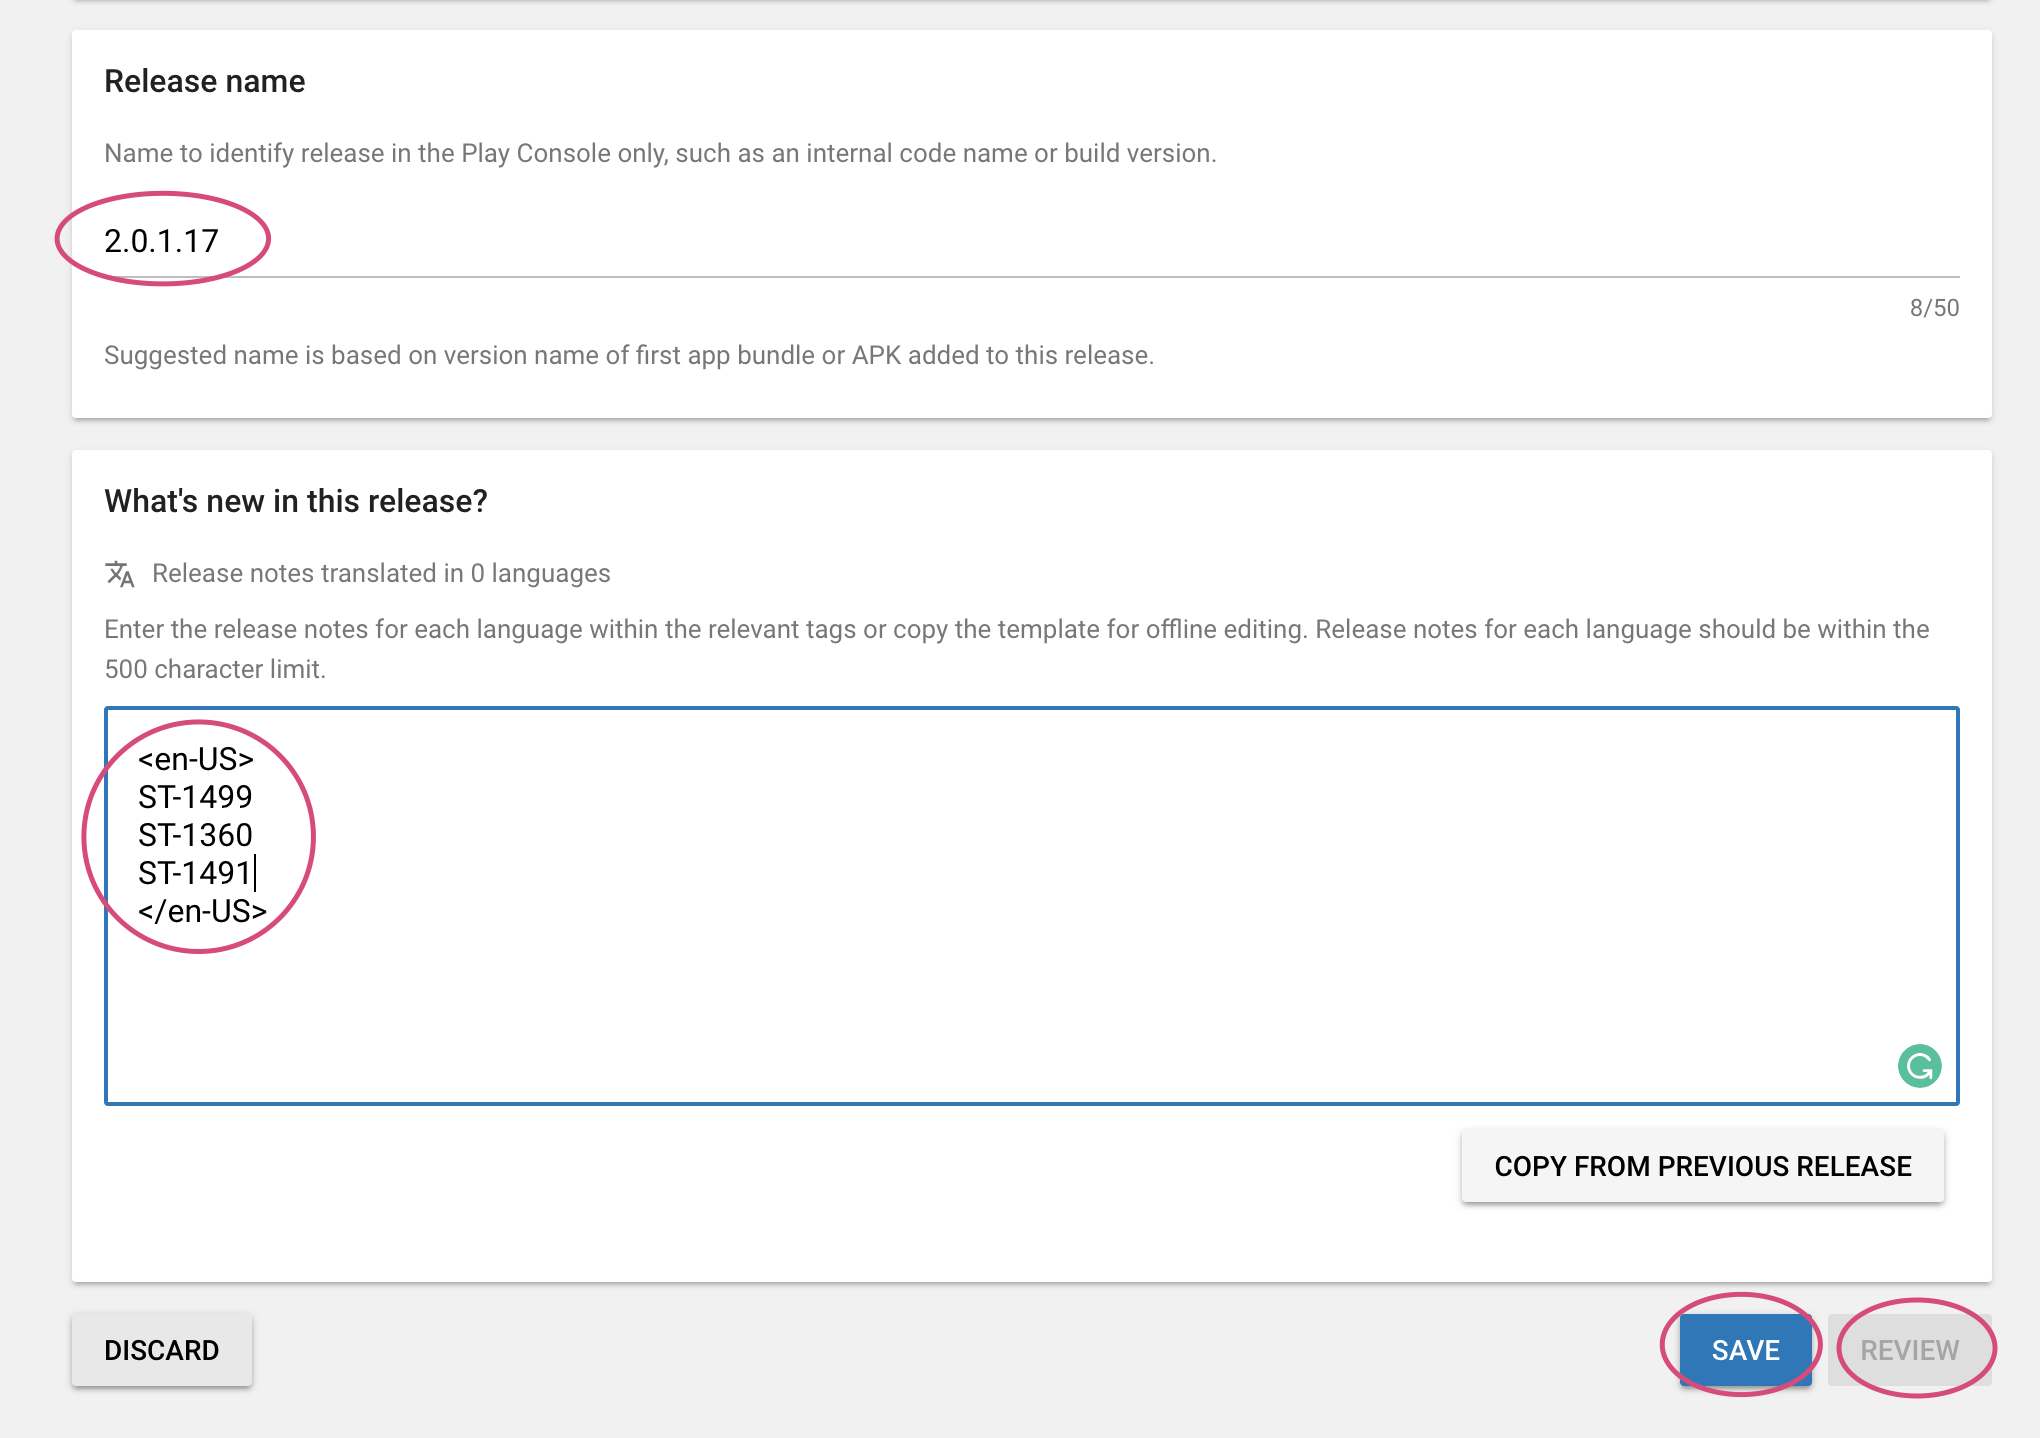 Release name
Name to identify release in the Play Console only, such as an internal code name or build version.
2.0.1.17
8/50
Suggested name is based on version name of first app bundle or APK added to this release.
What's new in this release?
Release notes translated in 0 languages
Enter the release notes for each language within the relevant tags or copy the template for offline editing. Release notes for each language should be within the
500 character limit.
<en-US>
ST-1499
ST-1360
ST-1491
</en-US>
COPY FROM PREVIOUS RELEASE
DISCARD
SAVE
REVIEW